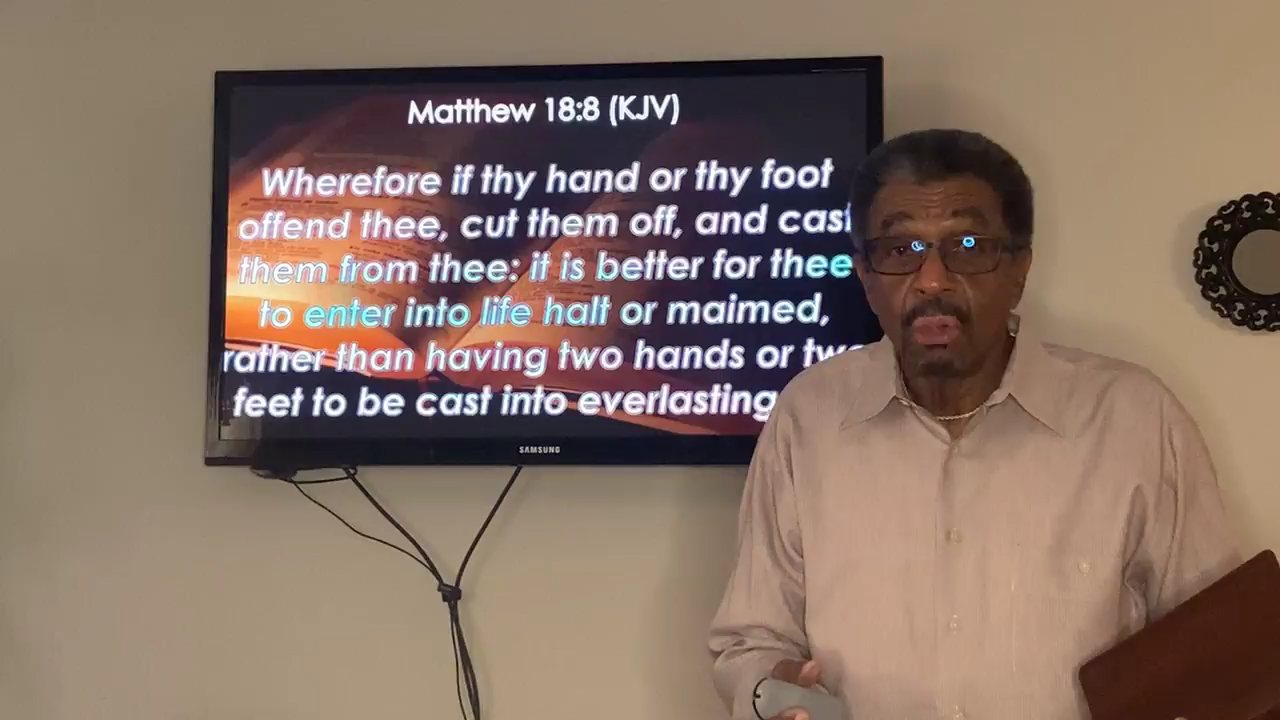 Matthew 18:8 (KJV)
Wherefore if thy hand or thy foot
offend thee, cut them off, and cast
them from thee: it is better for thee
to enter into life halt or maimed,
rather than having two hands or
feet to be cast into everlasting
SAMSUNG